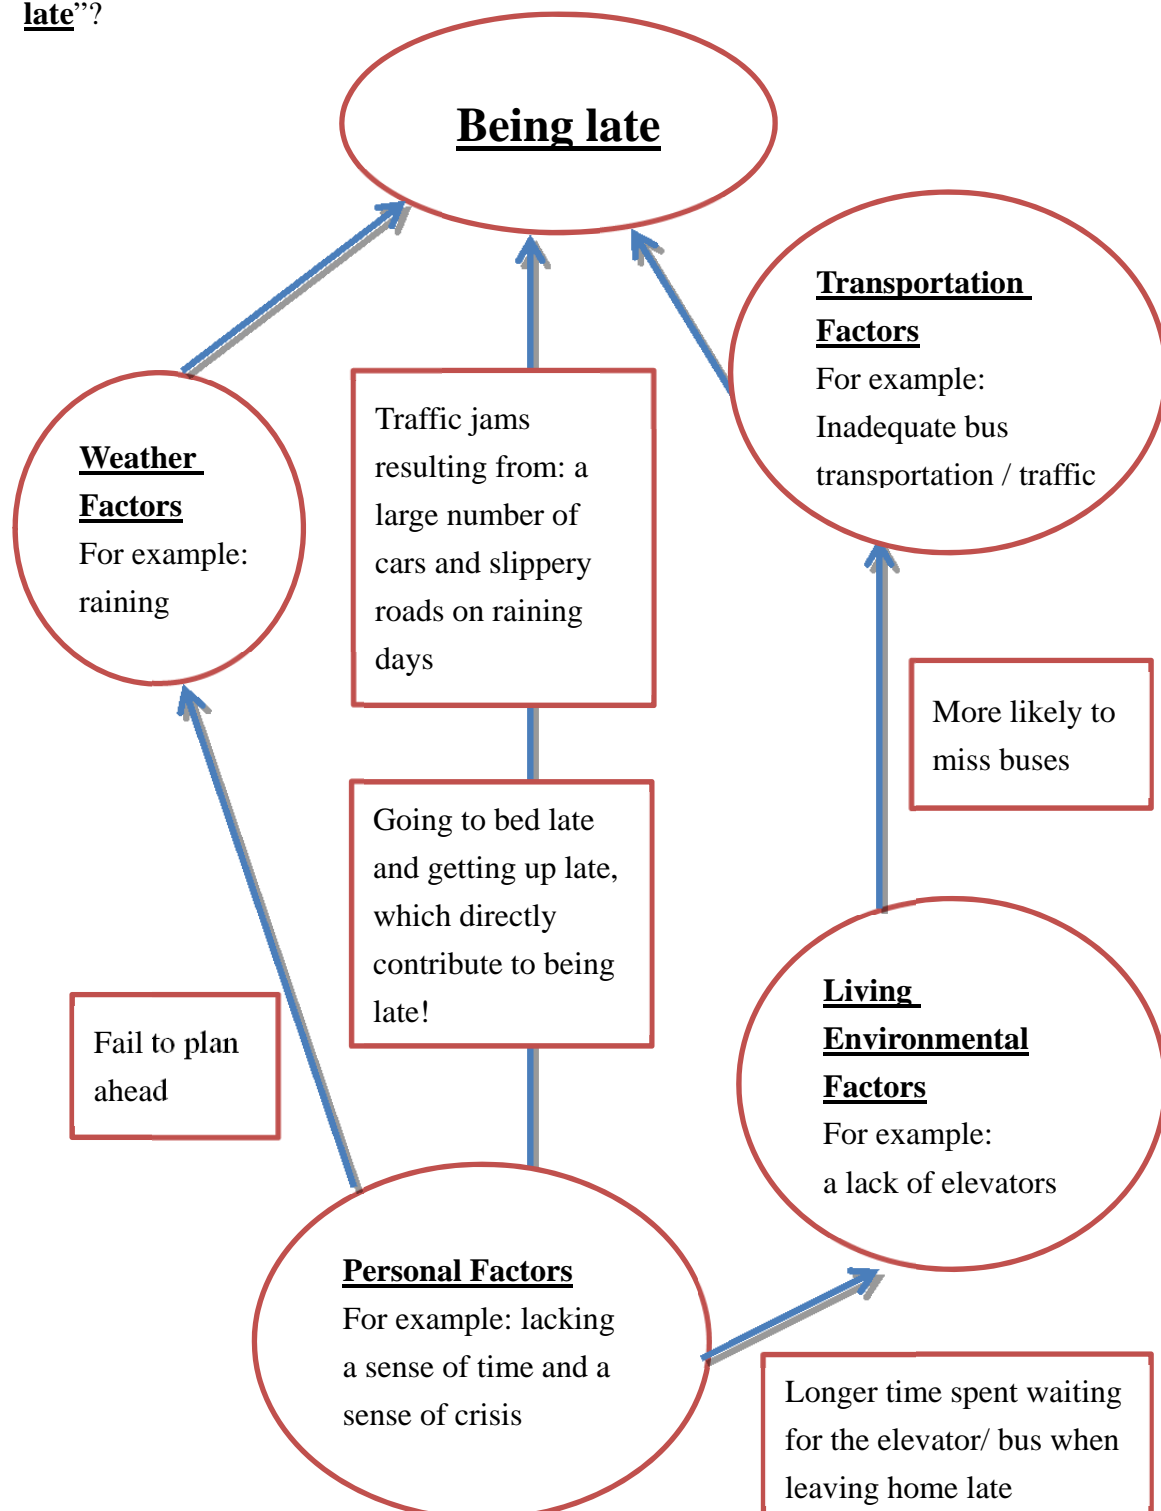 late”?
Being late
Transportation
Factors
For example:
Inadequate bus
transportation / traffic
Traffic jams
resulting from: a
large number of
cars and slippery
roads on raining
days
Weather
Factors
For example:
raining
More likely to
miss buses
Going to bed late
and getting up late,
which directly
contribute to being
late!
Living
Environmental
Factors
For example:
a lack of elevators
Fail to plan
ahead
Personal Factors
For example: lacking
a sense of time and a
sense of crisis
Longer time spent waiting
for the elevator/ bus when
leaving home late